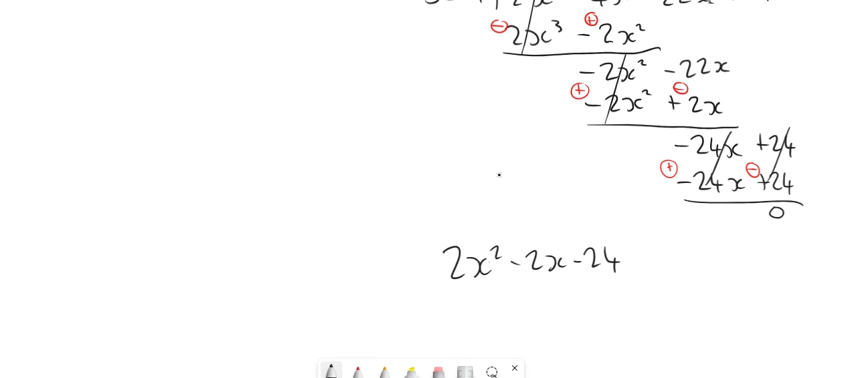 2x³ - 2x²
-2x² - 22x
-2x² + 2x
-24x + 24
-24x + 24
0
2x² - 2x - 24